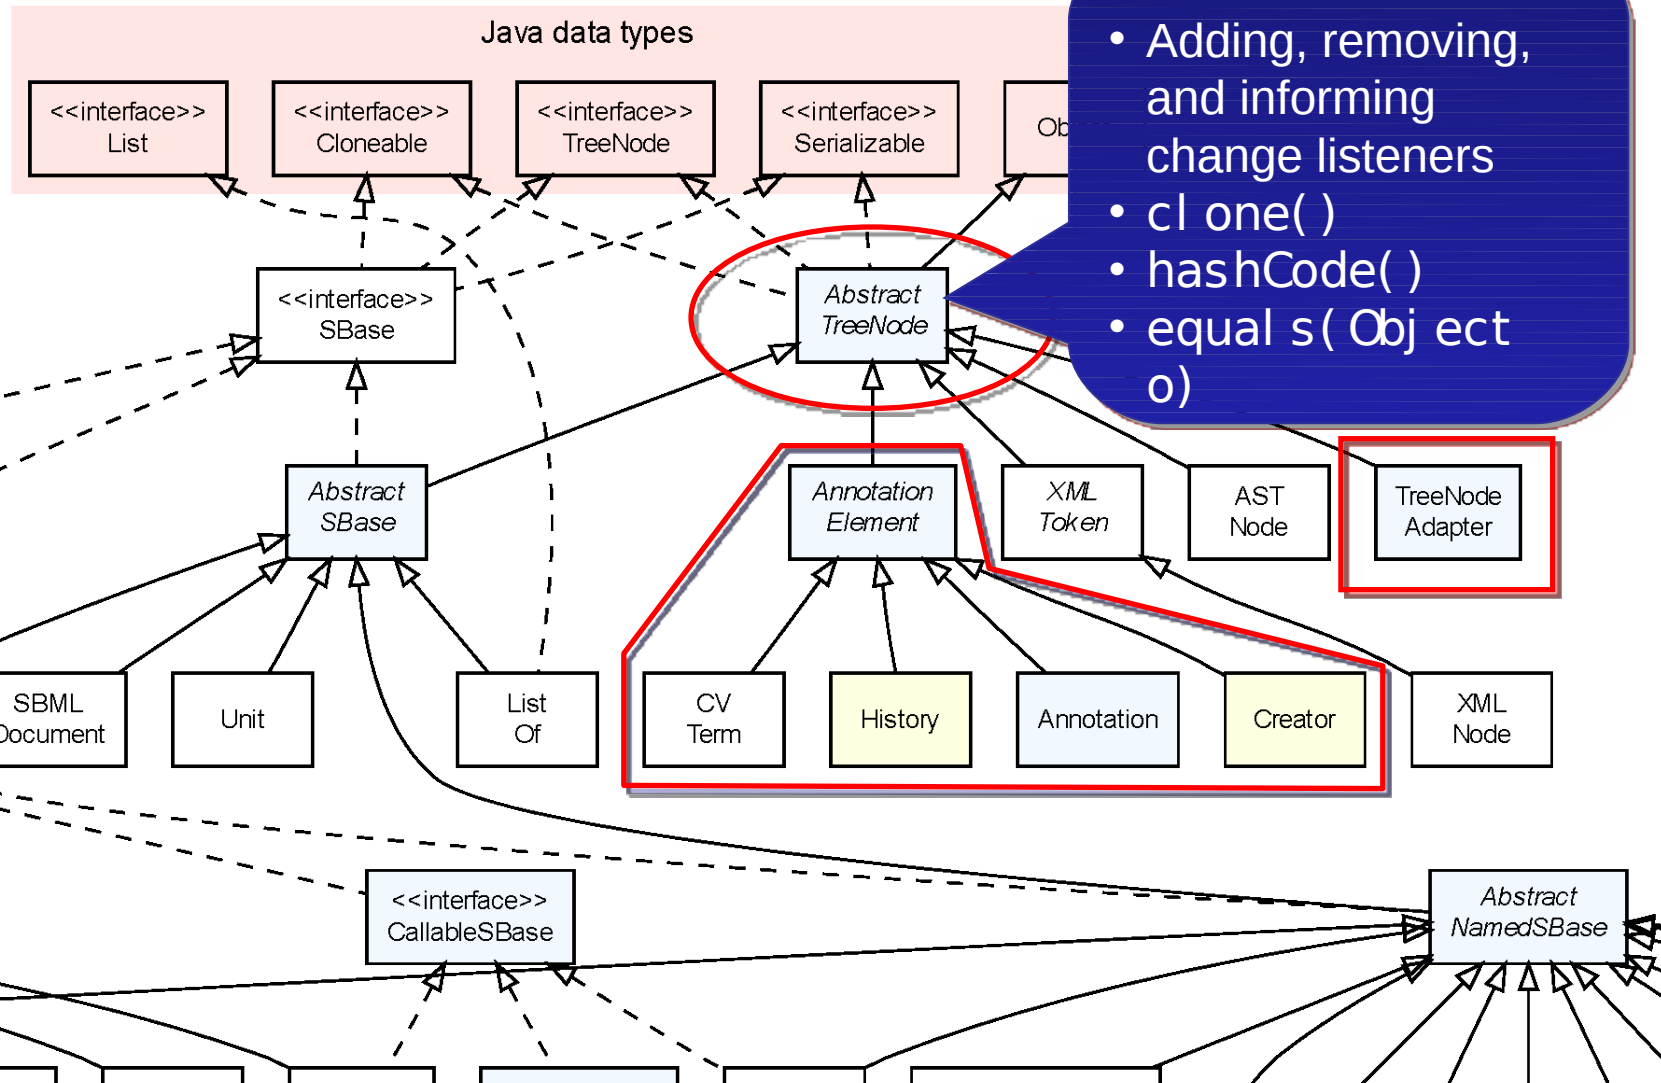 Java data types
<<interface>>
List
<<interface>>
Cloneable
<<interface>>
TreeNode
<<interface>>
Serializable
Ob
• Adding, removing,
and informing
change listeners
• clone()
• hashCode()
• equals(Object
o)
<<interface>>
SBase
Abstract
TreeNode
Abstract
SBase
Annotation
Element
XML
Token
AST
Node
TreeNode
Adapter
SBML
Document
Unit
List
Of
CV
Term
History
Annotation
Creator
XML
Node
<<interface>>
CallableSBase
Abstract
NamedSBase